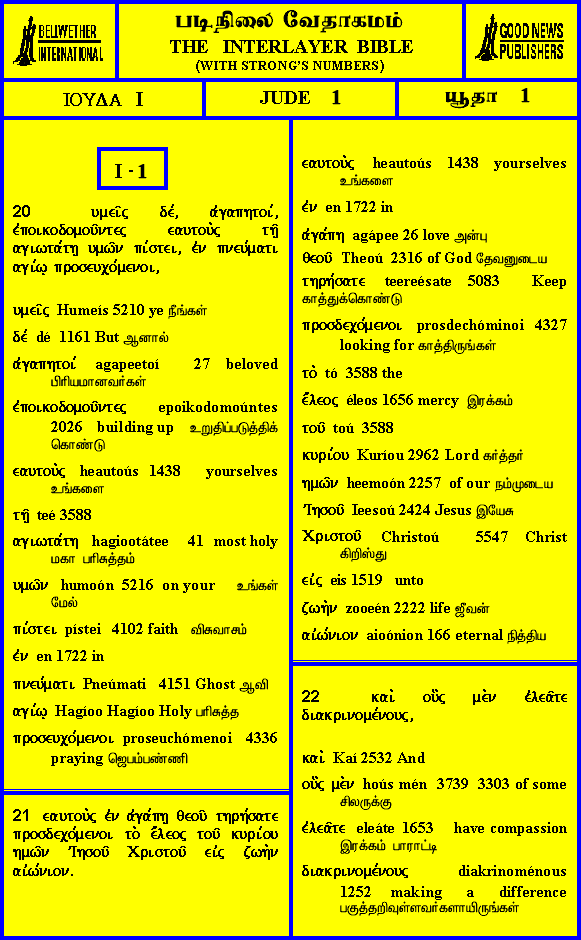 BELLWETHER
INTERNATIONAL
படிநிலை வேதாகமம்
THE INTERLAYER BIBLE
(WITH STRONG'S NUMBERS)
GOOD NEWS
PUBLISHERS
ΙΟΥΔΑ I
JUDE 1
யூதா 1
I - 1
20 υμεῖς δέ, ἀγαπητοί,
ἐποικοδομοῦντες εαυτοὺς τῇ
αγιωτάτῃ υμῶν πίστει, ἐν πνεύματι
αγίῳ προσευχόμενοι,
υμεῖς Humeís 5210 ye நீங்கள்
δέ dé 1161 But ஆனால்
ἀγαπητοί agapeetoí 27 beloved
பிரியமானவர்கள்
ἐποικοδομοῦντες epoikodomoúntes
2026 building up உறுதிப்படுத்திக்
கொண்டு
εαυτοὺς heautoús 1438 yourselves
உங்களை
τῇ teé 3588
αγιωτάτῃ hagiootátee 41 most holy
மகா பரிசுத்தம்
υμῶν humoón 5216 on your உங்கள்
மேல்
πίστει pístei 4102 faith விசுவாசம்
ἐν en 1722 in
πνεύματι Pneúmati 4151 Ghost ஆவி
αγίῳ Hagíoo Hagíoo Holy பரிசுத்த
προσευχόμενοι proseuchómenoi 4336
praying ஜெபம்பண்ணி
21 εαυτοὺς ἐν ἀγάπῃ θεοῦ τηρήσατε
προσδεχόμενοι τὸ ἔλεος τοῦ κυρίου
ημῶν Ἰησοῦ Χριστοῦ εἰς ζωὴν
αἰώνιον.
εαυτοὺς heautoús 1438 yourselves
உங்களை
ἐν en 1722 in
ἀγάπῃ agápee 26 love அன்பு
θεοῦ Theoú 2316 of God தேவனுடைய
τηρήσατε teereésate 5083 Keep
காத்துக்கொண்டு
προσδεχόμενοι prosdechóminoi 4327
looking for காத்திருங்கள்
τὸ tó 3588 the
ἔλεος éleos 1656 mercy இரக்கம்
τοῦ toú 3588
κυρίου Kuríou 2962 Lord கர்த்தர்
ημῶν heemoón 2257 of our நம்முடைய
Ἰησοῦ Ieesoú 2424 Jesus இயேசு
Χριστοῦ Christoú 5547 Christ
கிறிஸ்து
εἰς eis 1519 unto
ζωὴν zooeén 2222 life ஜீவன்
αἰώνιον aioónion 166 eternal நித்திய
22 καὶ οὓς μὲν ἐλεᾶτε
διακρινομένους,
καὶ Kaí 2532 And
οὓς μὲν hoús mén 3739 3303 of some
சிலருக்கு
ἐλεᾶτε eleáte 1653 have compassion
இரக்கம் பாராட்டி
διακρινομένους diakrinoménous
1252 making a difference
பகுத்தறிவுள்ளவர்களாயிருங்கள்